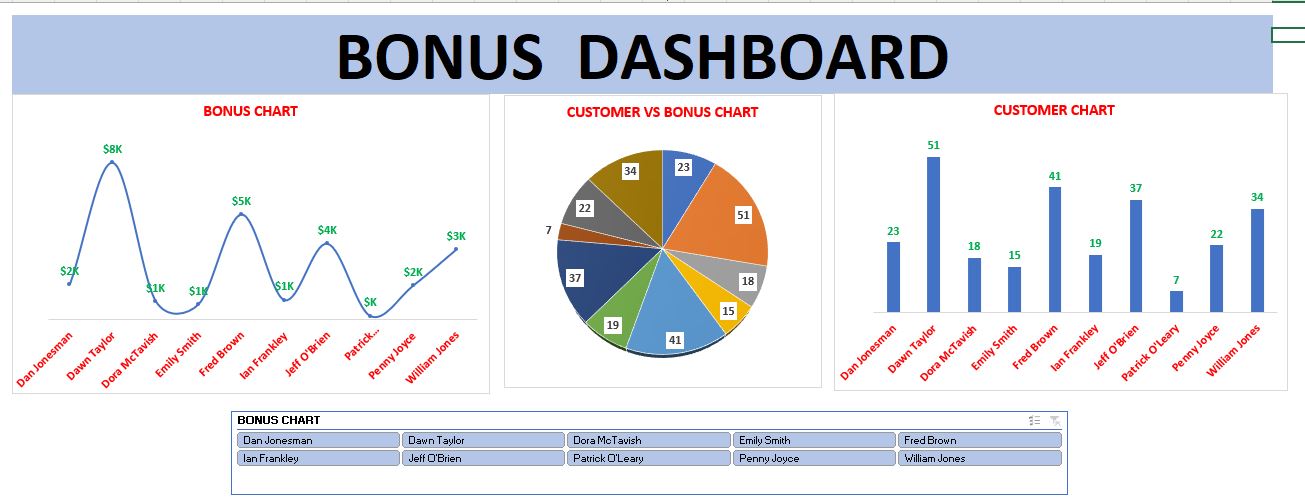 BONUS DASHBOARD
BONUS CHART
$2K
$8K
$1K
$1K
$5K
$1K
$4K
$K
$2K
$3K
Dan Jonesman
Dawn Taylor
Dora McTavish
Emily Smith
Fred Brown
Ian Frankley
Jeff O'Brien
Patrick...
Penny Joyce
William Jones
CUSTOMER VS BONUS CHART
23
51
18
15
41
19
37
7
22
34
CUSTOMER CHART
23
51
18
15
41
19
37
7
22
34
Dan Jonesman
Dawn Taylor
Dora McTavish
Emily Smith
Fred Brown
Ian Frankley
Jeff O'Brien
Patrick O'Leary
Penny Joyce
William Jones
BONUS CHART
Dan Jonesman Dawn Taylor Dora McTavish Emily Smith Fred Brown
Ian Frankley Jeff O'Brien Patrick O'Leary Penny Joyce William Jones